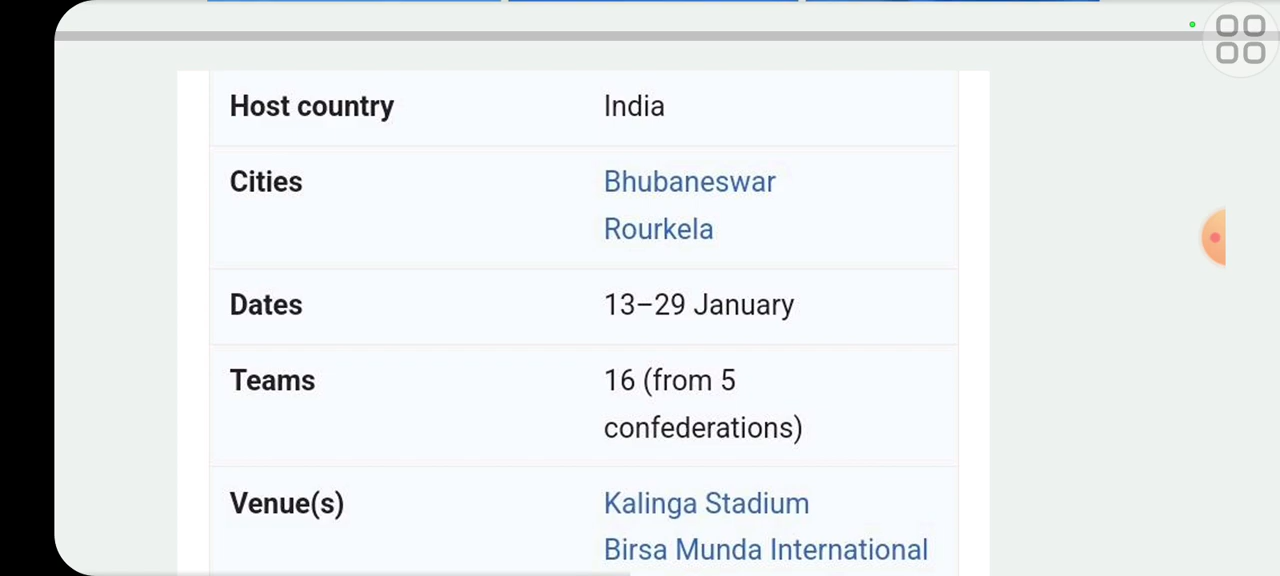 Host country India
Cities Bhubaneswar
Rourkela
Dates 13–29 January
Teams 16 (from 5
confederations)
Venue(s) Kalinga Stadium
Birsa Munda International